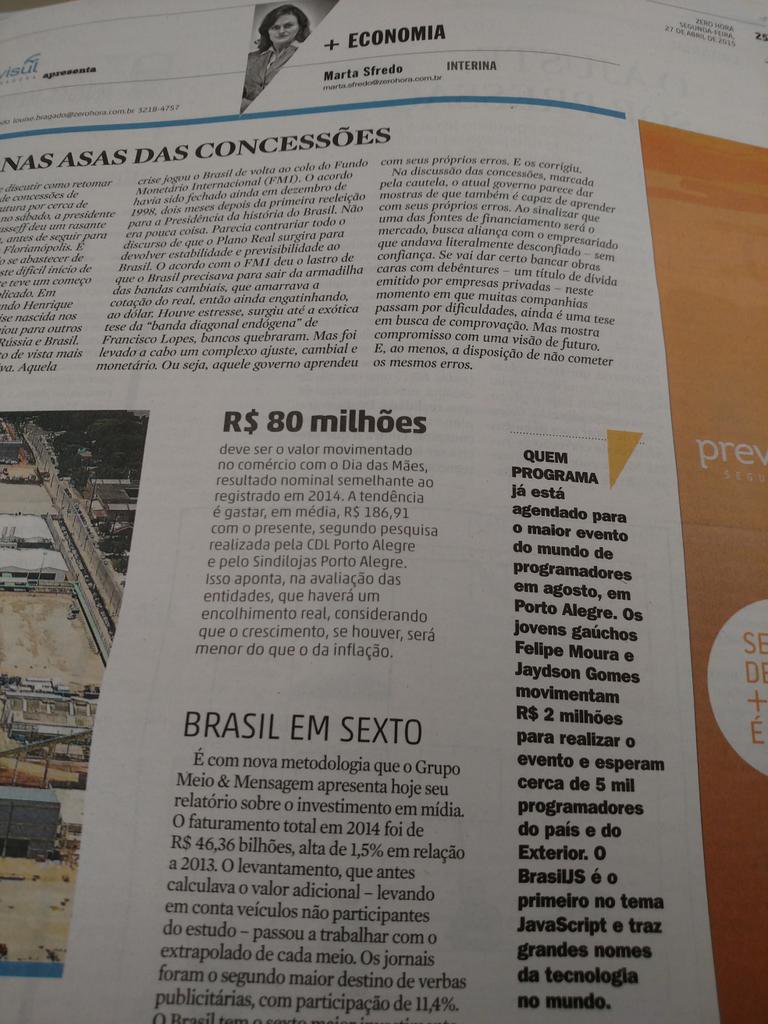 ZERO HORA
SEGUNDA-FEIRA,
27 DE ABRIL DE 2015
25
apresenta
+ ECONOMIA
Marta Sfredo
INTERINA
marta.sfredo@zerohora.com.br
louise.bragado@zerohora.com.br 3218-4757
NAS ASAS DAS CONCESSÕES
discutir como retomar
de concessões de
utura por cerca de
no sábado, a presidente
usseff deu um rasante
, antes de seguir para
Florianópolis. É
o se abastecer de
ste difícil início de
e teve um começo
plicado. Em
ndo Henrique
ise nascida nos
giou para outros
Rússia e Brasil.
to de vista mais
va. Aquela
crise jogou o Brasil de volta ao colo do Fundo
Monetário Internacional (FMI). O acordo
havia sido fechado ainda em dezembro de
1998, dois meses depois da primeira reeleição
para a Presidência da história do Brasil. Não
era pouca coisa. Parecia contrariar todo o
discurso de que o Plano Real surgira para
devolver estabilidade e previsibilidade ao
Brasil. O acordo com o FMI deu o lastro de
que o Brasil precisava para sair da armadilha
das bandas cambiais, que amarrava a
cotação do real, então ainda engatinhando,
ao dólar. Houve estresse, surgiu até a exótica
tese da “banda diagonal endógena” de
Francisco Lopes, bancos quebraram. Mas foi
levado a cabo um complexo ajuste, cambial e
monetário. Ou seja, aquele governo aprendeu
com seus próprios erros. E os corrigiu.
Na discussão das concessões, marcada
pela cautela, o atual governo parece dar
mostras de que também é capaz de aprender
com seus próprios erros. Ao sinalizar que
uma das fontes de financiamento será o
mercado, busca aliança com o empresariado
que andava literalmente desconfiado – sem
confiança. Se vai dar certo bancar obras
caras com debêntures – um título de dívida
emitido por empresas privadas – neste
momento em que muitas companhias
passam por dificuldades, ainda é uma tese
em busca de comprovação. Mas mostra
compromisso com uma visão de futuro.
E, ao menos, a disposição de não cometer
os mesmos erros.
R$ 80 milhões
deve ser o valor movimentado
no comércio com o Dia das Mães,
resultado nominal semelhante ao
registrado em 2014. A tendência
é gastar, em média, R$ 186,91
com o presente, segundo pesquisa
realizada pela CDL Porto Alegre
e pelo Sindilojas Porto Alegre.
Isso aponta, na avaliação das
entidades, que haverá um
encolhimento real, considerando
que o crescimento, se houver, será
menor do que o da inflação.
BRASIL EM SEXTO
É com nova metodologia que o Grupo
Meio & Mensagem apresenta hoje seu
relatório sobre o investimento em mídia.
O faturamento total em 2014 foi de
R$ 46,36 bilhões, alta de 1,5% em relação
a 2013. O levantamento, que antes
calculava o valor adicional – levando
em conta veículos não participantes
do estudo – passou a trabalhar com o
extrapolado de cada meio. Os jornais
foram o segundo maior destino de verbas
publicitárias, com participação de 11,4%.
O Brasil tem o sexto maior investimento
QUEM
PROGRAMA
já está
agendado para
o maior evento
do mundo de
programadores
em agosto, em
Porto Alegre. Os
jovens gaúchos
Felipe Moura e
Jaydson Gomes
movimentam
R$ 2 milhões
para realizar o
evento e esperam
cerca de 5 mil
programadores
do país e do
Exterior. O
BrasilJS é o
primeiro no tema
JavaScript e traz
grandes nomes
da tecnologia
no mundo.
prev
SEGU
SE
DE
+
É